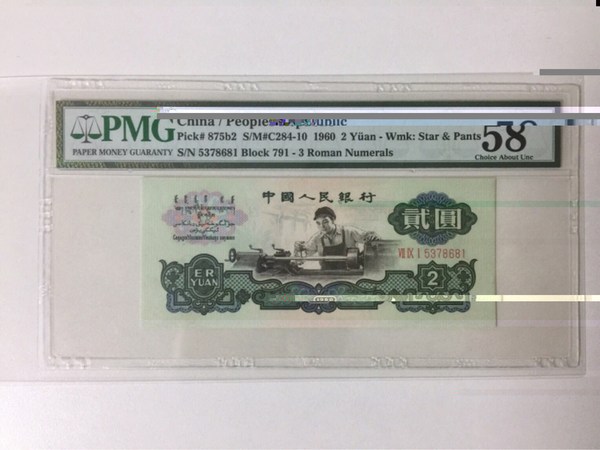 China / People's Republic
PMG
Pick# 875b2 S/M#C284-10 1960 2 Yüan - Wmk: Star & Pants
58
PAPER MONEY GUARANTY
S/N 5378681 Block 791 - 3 Roman Numerals
Choice About Unc
中國人民銀行
貳圓
VII IX I 5378681
ER
YUAN
2
1960